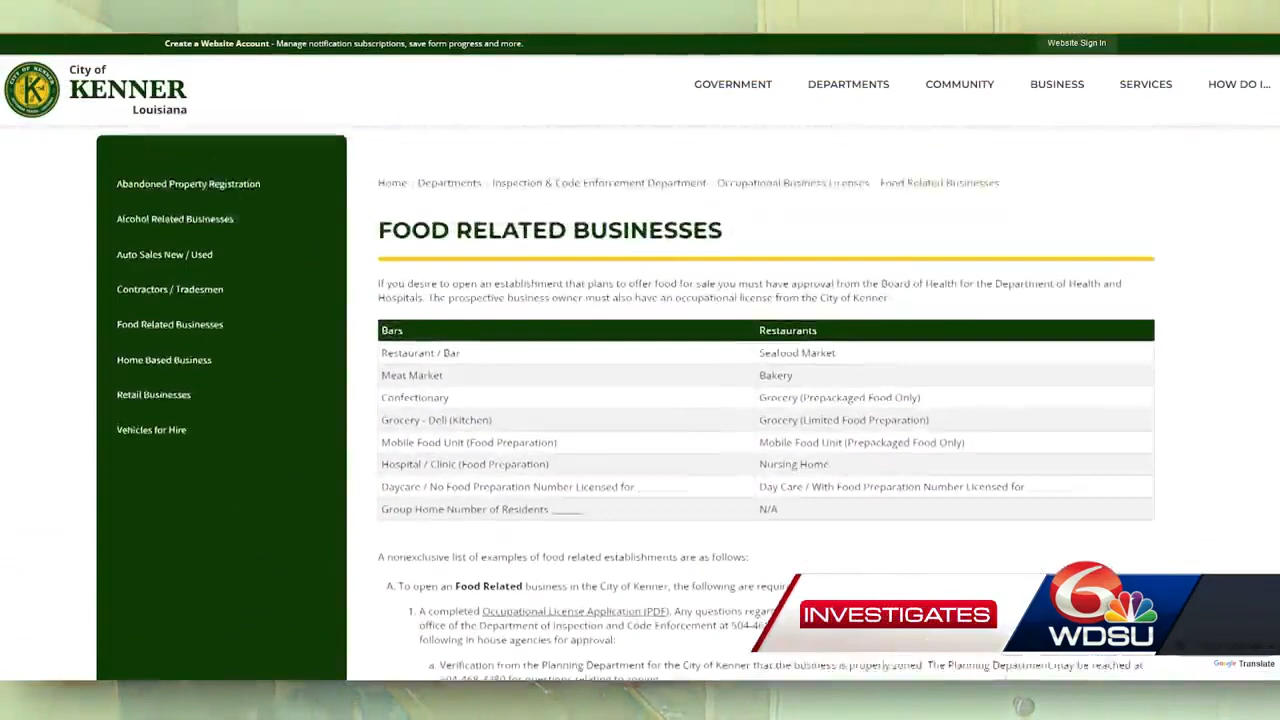 Create a Website Account - Manage notification subscriptions, save form progress and more.
Website Sign In
City of
KENNER
Louisiana
GOVERNMENT DEPARTMENTS COMMUNITY BUSINESS SERVICES HOW DO I...
Abandoned Property Registration
Alcohol Related Businesses
Auto Sales New / Used
Contractors / Tradesmen
Food Related Businesses
Home Based Business
Retail Businesses
Vehicles for Hire
Home Departments Inspection & Code Enforcement Department Occupational Business Licenses Food Related Businesses
FOOD RELATED BUSINESSES
If you desire to open an establishment that plans to offer food for sale you must have approval from the Board of Health for the Department of Health and
Hospitals. The prospective business owner must also have an occupational license from the City of Kenner
Bars Restaurants
Restaurant / Bar Seafood Market
Meat Market Bakery
Confectionary Grocery (Prepackaged Food Only)
Grocery - Deli (Kitchen) Grocery (Limited Food Preparation)
Mobile Food Unit (Food Preparation) Mobile Food Unit (Prepackaged Food Only)
Hospital / Clinic (Food Preparation) Nursing Home
Daycare / No Food Preparation Number Licensed for ________ Day Care / With Food Preparation Number Licensed for ________
Group Home Number of Residents ______ N/A
A nonexclusive list of examples of food related establishments are as follows:
A. To open an Food Related business in the City of Kenner, the following are
1. A completed Occupational License Application (PDF). Any questions
office of the Department of Inspection and Code Enforcement at
following in house agencies for approval:
a. Verification from the Planning Department for the City of Kenner that the business is properly zoned. The Planning Department may be reached at
for questions relating to zoning
INVESTIGATES
6
WDSU
Google Translate